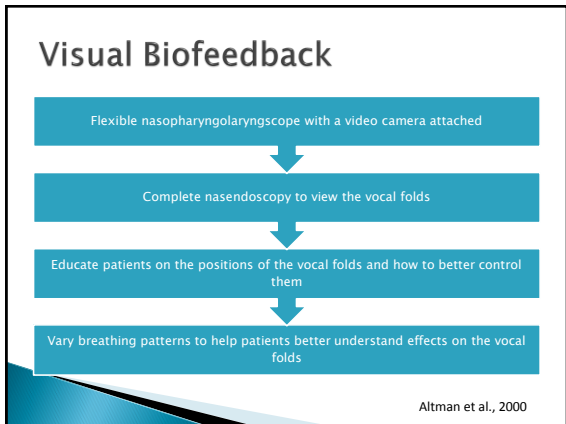 Visual Biofeedback
Flexible nasopharyngolaryngscope with a video camera attached
Complete nasendoscopy to view the vocal folds
Educate patients on the positions of the vocal folds and how to better control
them
Vary breathing patterns to help patients better understand effects on the vocal
folds
Altman et al., 2000